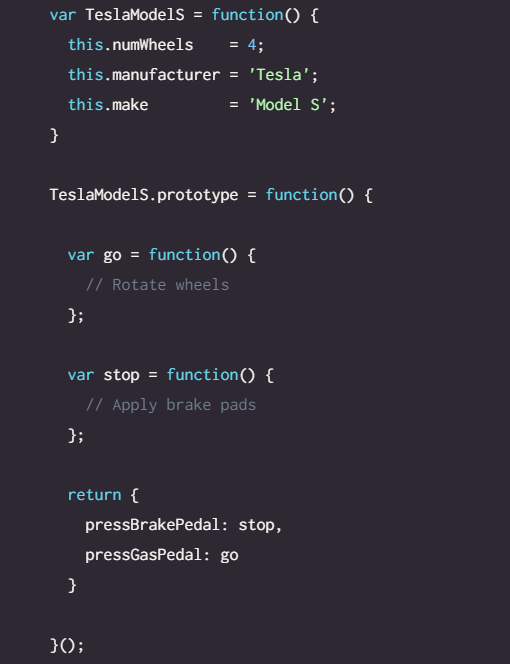 var TeslaModelS = function() {
  this.numWheels    = 4;
  this.manufacturer = 'Tesla';
  this.make         = 'Model S';
}

TeslaModelS.prototype = function() {

  var go = function() {
    // Rotate wheels
  };

  var stop = function() {
    // Apply brake pads
  };

  return {
    pressBrakePedal: stop,
    pressGasPedal: go
  }

}();